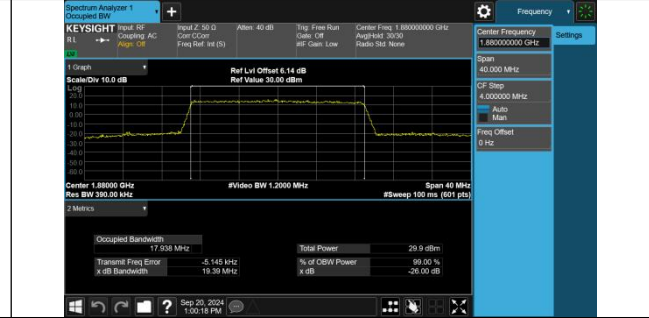 Spectrum Analyzer 1
Occupied BW
+
Frequency
KEYSIGHT
Input: RF
Coupling: AC
Align: Off
Input Z: 50 Ω
Corr CCorr
Freq Ref: Int (S)
Atten: 40 dB
Trig: Free Run
Gate: Off
#IF Gain: Low
Center Freq: 1.880000000 GHz
Avg|Hold: 30/30
Radio Std: None
Center Frequency
1.880000000 GHz
Settings
Span
40.000 MHz
CF Step
4.000000 MHz
Auto
Man
Freq Offset
0 Hz
1 Graph
Scale/Div 10.0 dB
Ref Lvl Offset 6.14 dB
Ref Value 30.00 dBm
Log
20.0
10.0
0.00
-10.0
-20.0
-30.0
-40.0
-50.0
-60.0
Center 1.88000 GHz
Res BW 390.00 kHz
#Video BW 1.2000 MHz
Span 40 MHz
#Sweep 100 ms (601 pts)
2 Metrics
Occupied Bandwidth
17.938 MHz
Total Power
29.9 dBm
Transmit Freq Error
-5.145 kHz
% of OBW Power
99.00 %
x dB Bandwidth
19.39 MHz
x dB
-26.00 dB
?
Sep 20, 2024
1:00:18 PM